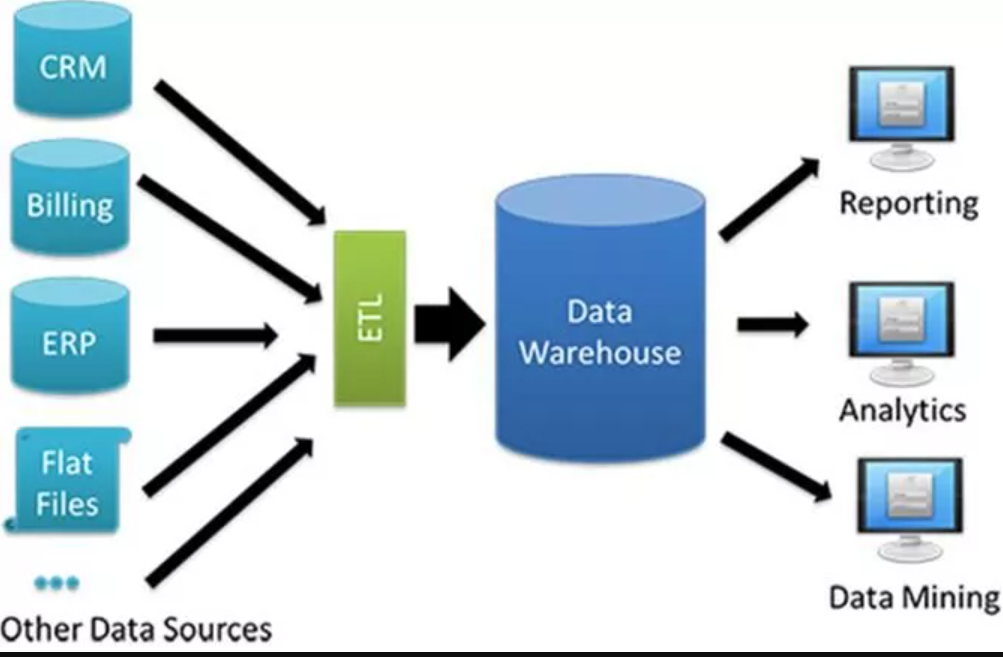 CRM
Billing
ERP
Flat
Files
Other Data Sources
ETL
Data
Warehouse
Reporting
Analytics
Data Mining